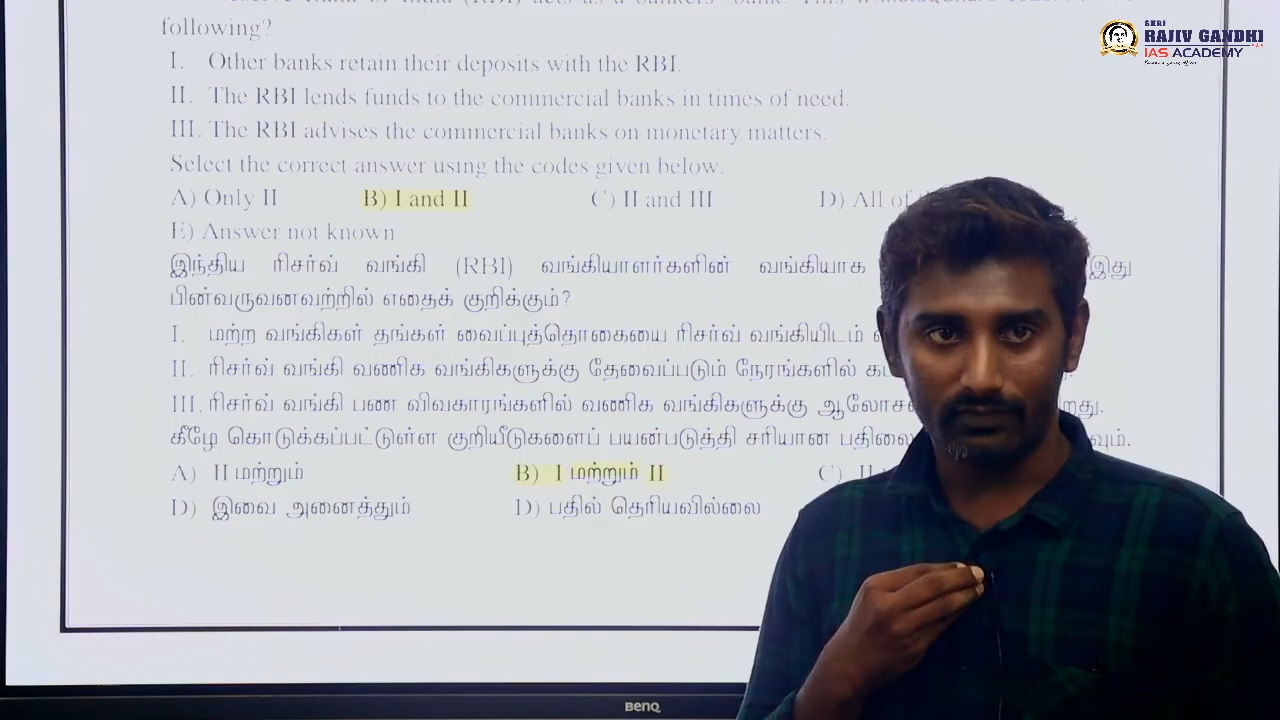 following?
I. Other banks retain their deposits with the RBI.
II. The RBI lends funds to the commercial banks in times of need.
III. The RBI advises the commercial banks on monetary matters.
Select the correct answer using the codes given below.
A) Only II B) I and II C) II and III D) All of
E) Answer not known
இந்திய ரிசர்வ் வங்கி (RBI) வங்கியாளர்களின் வங்கியாக இது
பின்வருவனவற்றில் எதைக் குறிக்கும்?
I. மற்ற வங்கிகள் தங்கள் வைப்புத்தொகையை ரிசர்வ் வங்கியிடம்
II. ரிசர்வ் வங்கி வணிக வங்கிகளுக்கு தேவைப்படும் நேரங்களில்
III. ரிசர்வ் வங்கி பண விவகாரங்களில் வணிக வங்கிகளுக்கு
கீழே கொடுக்கப்பட்டுள்ள குறியீடுகளைப் பயன்படுத்தி சரியான
A) II மற்றும் B) I மற்றும் II C)
D) இவை அனைத்தும் D) பதில் தெரியவில்லை
SHRI
RAJIV GANDHI
IAS ACADEMY
BenQ